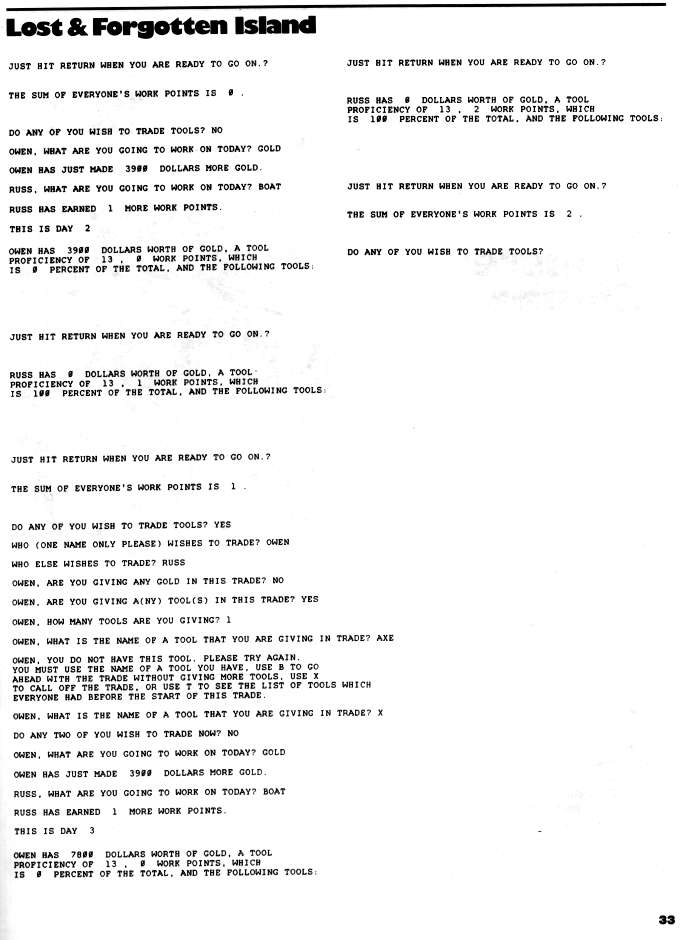 Lost & Forgotten Island
JUST HIT RETURN WHEN YOU ARE READY TO GO ON.?
THE SUM OF EVERYONE'S WORK POINTS IS 0 .
DO ANY OF YOU WISH TO TRADE TOOLS? NO
OWEN, WHAT ARE YOU GOING TO WORK ON TODAY? GOLD
OWEN HAS JUST MADE 3900 DOLLARS MORE GOLD.
RUSS, WHAT ARE YOU GOING TO WORK ON TODAY? BOAT
RUSS HAS EARNED 1 MORE WORK POINTS.
THIS IS DAY 2
OWEN HAS 3900 DOLLARS WORTH OF GOLD, A TOOL
PROFICIENCY OF 13 , 0 WORK POINTS, WHICH
IS 0 PERCENT OF THE TOTAL, AND THE FOLLOWING TOOLS:
JUST HIT RETURN WHEN YOU ARE READY TO GO ON.?
RUSS HAS 0 DOLLARS WORTH OF GOLD, A TOOL
PROFICIENCY OF 13 , 1 WORK POINTS, WHICH
IS 100 PERCENT OF THE TOTAL, AND THE FOLLOWING TOOLS:
JUST HIT RETURN WHEN YOU ARE READY TO GO ON.?
THE SUM OF EVERYONE'S WORK POINTS IS 1 .
DO ANY OF YOU WISH TO TRADE TOOLS? YES
WHO (ONE NAME ONLY PLEASE) WISHES TO TRADE? OWEN
WHO ELSE WISHES TO TRADE? RUSS
OWEN, ARE YOU GIVING ANY GOLD IN THIS TRADE? NO
OWEN, ARE YOU GIVING A(NY) TOOL(S) IN THIS TRADE? YES
OWEN, HOW MANY TOOLS ARE YOU GIVING? 1
OWEN, WHAT IS THE NAME OF A TOOL THAT YOU ARE GIVING IN TRADE? AXE
OWEN, YOU DO NOT HAVE THIS TOOL; PLEASE TRY AGAIN.
YOU MUST USE THE NAME OF A TOOL YOU HAVE, USE B TO GO
AHEAD WITH THE TRADE WITHOUT GIVING MORE TOOLS, USE X
TO CALL OFF THE TRADE, OR USE T TO SEE THE LIST OF TOOLS WHICH
EVERYONE HAD BEFORE THE START OF THIS TRADE.
OWEN, WHAT IS THE NAME OF A TOOL THAT YOU ARE GIVING IN TRADE? X
DO ANY TWO OF YOU WISH TO TRADE NOW? NO
OWEN, WHAT ARE YOU GOING TO WORK ON TODAY? GOLD
OWEN HAS JUST MADE 3900 DOLLARS MORE GOLD.
RUSS, WHAT ARE YOU GOING TO WORK ON TODAY? BOAT
RUSS HAS EARNED 1 MORE WORK POINTS.
THIS IS DAY 3
OWEN HAS 7800 DOLLARS WORTH OF GOLD, A TOOL
PROFICIENCY OF 13 , 0 WORK POINTS, WHICH
IS 0 PERCENT OF THE TOTAL, AND THE FOLLOWING TOOLS:
JUST HIT RETURN WHEN YOU ARE READY TO GO ON.?
RUSS HAS 0 DOLLARS WORTH OF GOLD, A TOOL
PROFICIENCY OF 13 , 2 WORK POINTS, WHICH
IS 100 PERCENT OF THE TOTAL, AND THE FOLLOWING TOOLS:
JUST HIT RETURN WHEN YOU ARE READY TO GO ON.?
THE SUM OF EVERYONE'S WORK POINTS IS 2 .
DO ANY OF YOU WISH TO TRADE TOOLS?
33